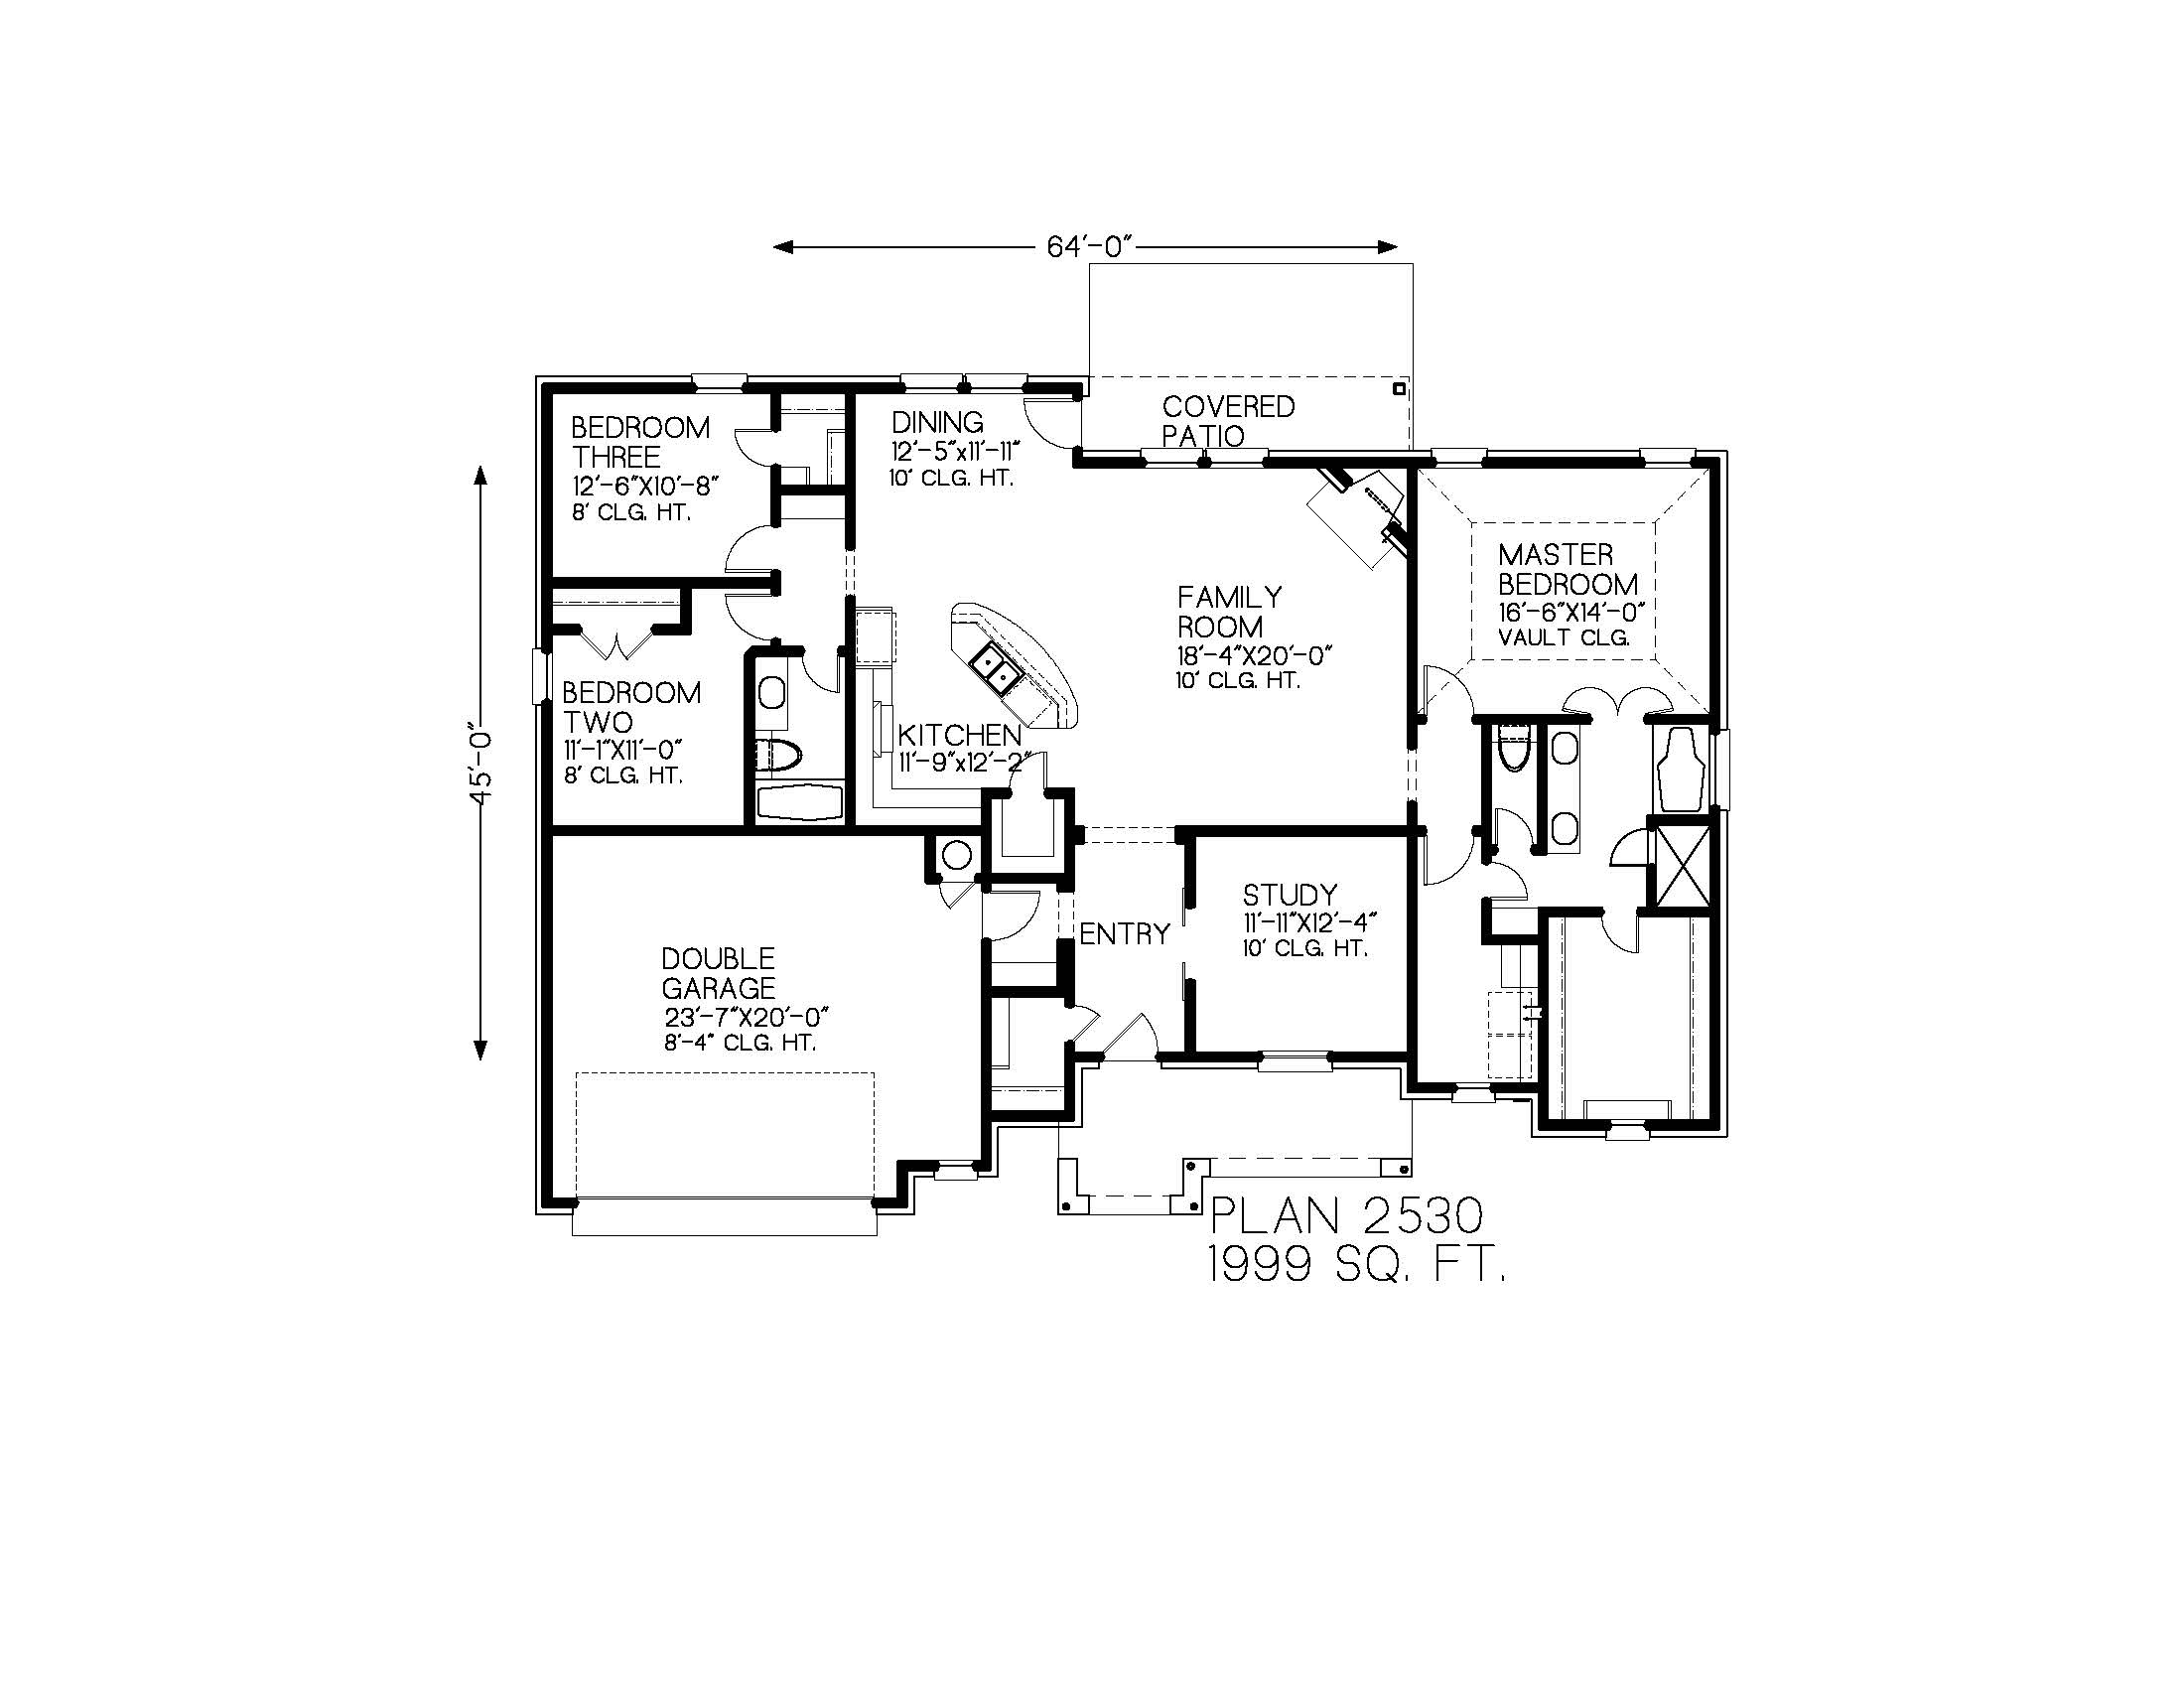 64'-0"
COVERED
PATIO
BEDROOM
THREE
12'-6"X10'-8"
8' CLG. HT.
DINING
12'-5"x11'-11"
10' CLG. HT.
MASTER
BEDROOM
16'-6"X14'-0"
VAULT CLG.
FAMILY
ROOM
18'-4"X20'-0"
10' CLG. HT.
BEDROOM
TWO
11'-1"X11'-0"
8' CLG. HT.
KITCHEN
11'-9"x12'-2"
45'-0"
STUDY
11'-11"X12'-4"
10' CLG. HT.
ENTRY
DOUBLE
GARAGE
23'-7"X20'-0"
8'-4" CLG. HT.
PLAN 2530
1999 SQ. FT.